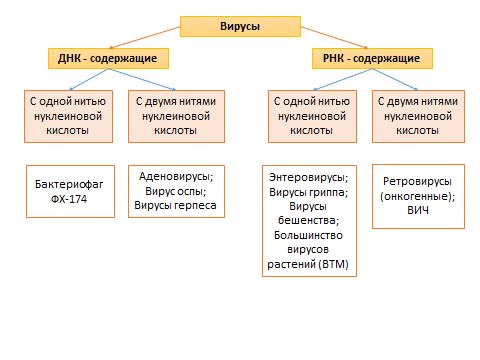 Вирусы
ДНК - содержащие
РНК - содержащие
С одной нитью
нуклеиновой
кислоты
С двумя нитями
нуклеиновой
кислоты
С одной нитью
нуклеиновой
кислоты
С двумя нитями
нуклеиновой
кислоты
Бактериофаг
ФХ-174
Аденовирусы;
Вирус оспы;
Вирусы герпеса
Энтеровирусы;
Вирусы гриппа;
Вирусы
бешенства;
Большинство
вирусов
растений (ВТМ)
Ретровирусы
(онкогенные);
ВИЧ